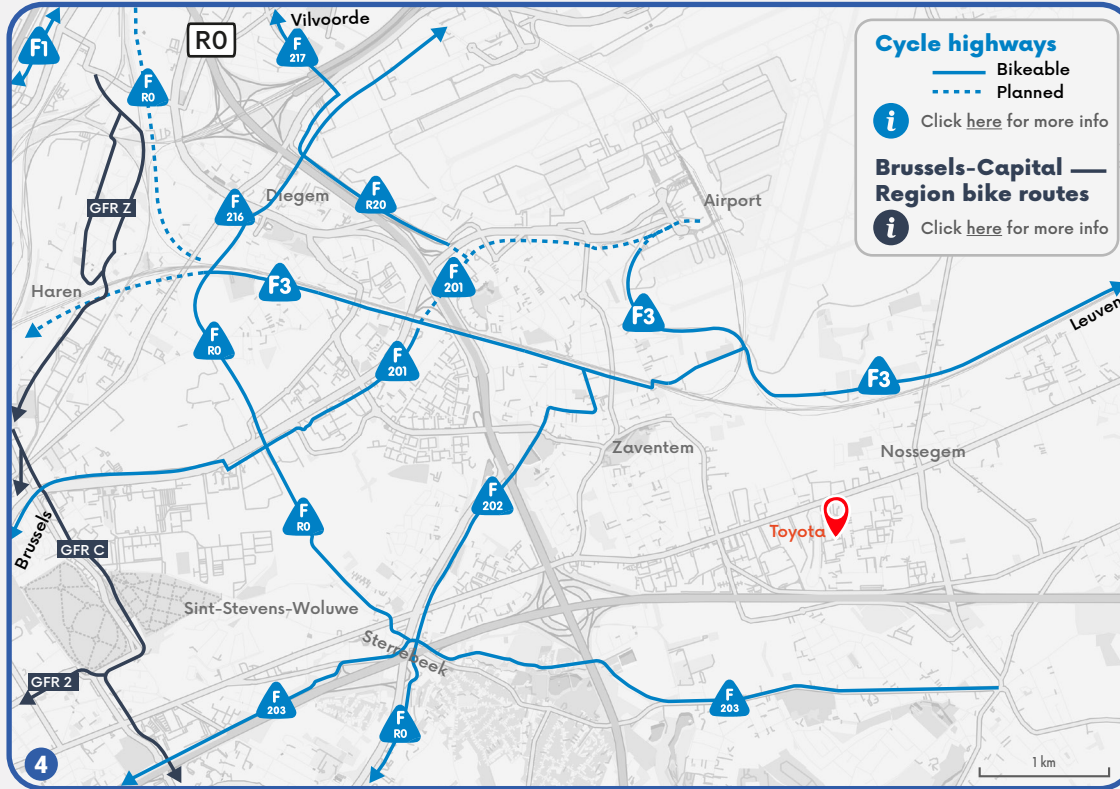 Vilvoorde
F1
R0
F
217
F
R0
Cycle highways
Bikeable
Planned
i
Click here for more info
Brussels-Capital
Region bike routes
i
Click here for more info
Diegem
F
R20
Airport
GFR Z
F
216
Haren
F3
F
201
F3
Leuven
F
R0
F
201
F3
Zaventem
Nossegem
F
202
Toyota
Brussels
F
R0
GFR C
Sint-Stevens-Woluwe
Sterrebeek
GFR 2
F
203
F
R0
F
203
4
1 km